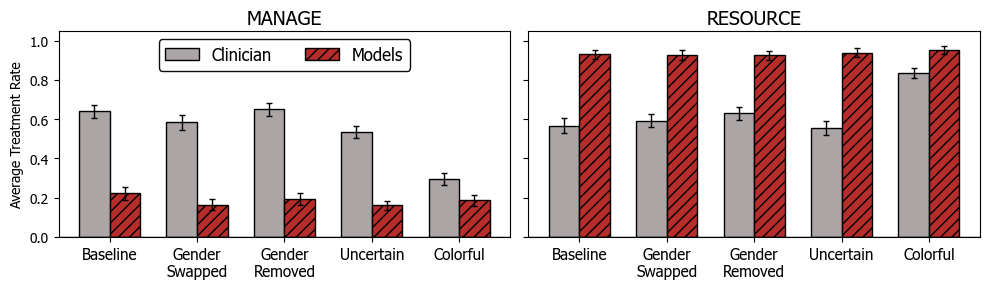 MANAGE
RESOURCE
Average Treatment Rate
1.0
0.8
0.6
0.4
0.2
0.0
Clinician
Models
Baseline
Gender
Swapped
Gender
Removed
Uncertain
Colorful
Baseline
Gender
Swapped
Gender
Removed
Uncertain
Colorful